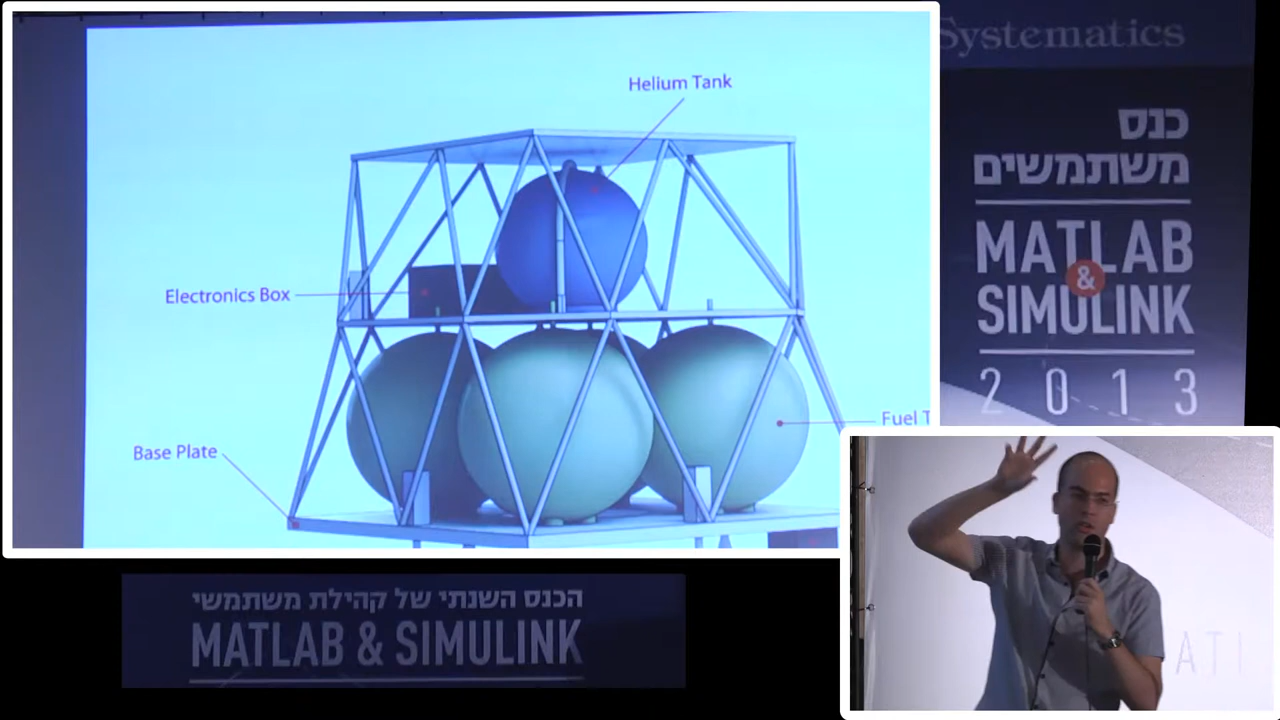 Helium Tank
Electronics Box
Base Plate
Fuel T
Systematics
כנס
משתמשים
MATLAB
&
SIMULINK
2013
הכנס השנתי של קהילת משתמשי
MATLAB & SIMULINK
ATI